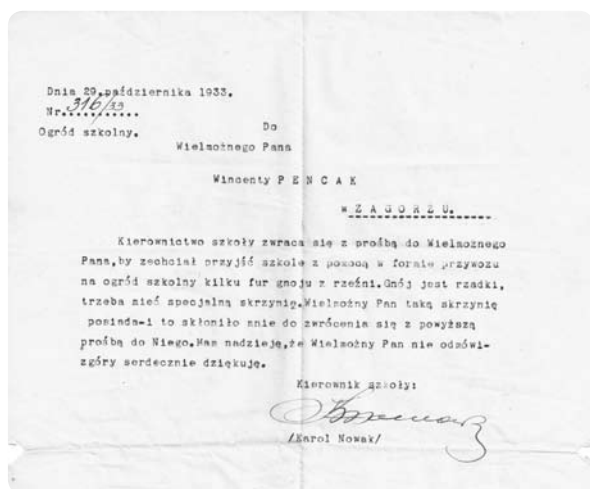 Dnia 29.października 1933.
Nr. 316/33
Ogród szkolny.
Do
Wielmożnego Pana
Wincenty P E N C A K
w Z A G O R Z U.
Kierownictwo szkoły zwraca się z prośbą do Wielmożnego
Pana,by zechciał przyjść szkole z pomocą w formie przywozu
na ogród szkolny kilku fur gnoju z rzeźni.Gnój jest rzadki,
trzeba mieć specjalną skrzynię.Wielmożny Pan taką skrzynię
posiada-i to skłoniło mnie do zwrócenia się z powyższą
prośbą do Niego.Mam nadzieję,że Wielmożny Pan nie odmówi-
zgóry serdecznie dziękuję.
Kierownik szkoły:
/Karol Nowak/